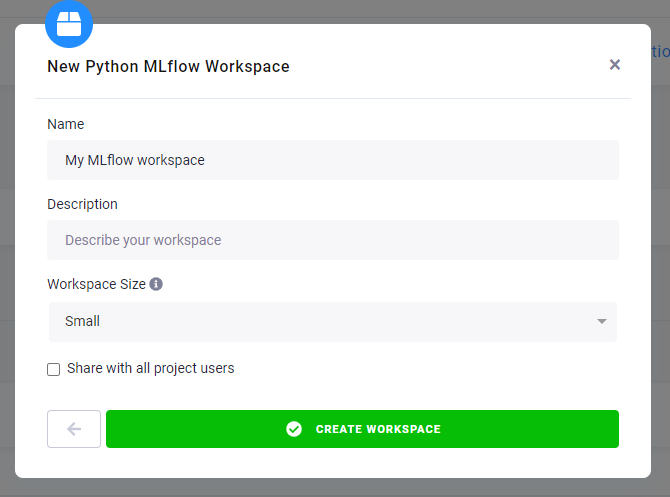 New Python MLflow Workspace
Name
My MLflow workspace
Description
Describe your workspace
Workspace Size
Small
Share with all project users
CREATE WORKSPACE